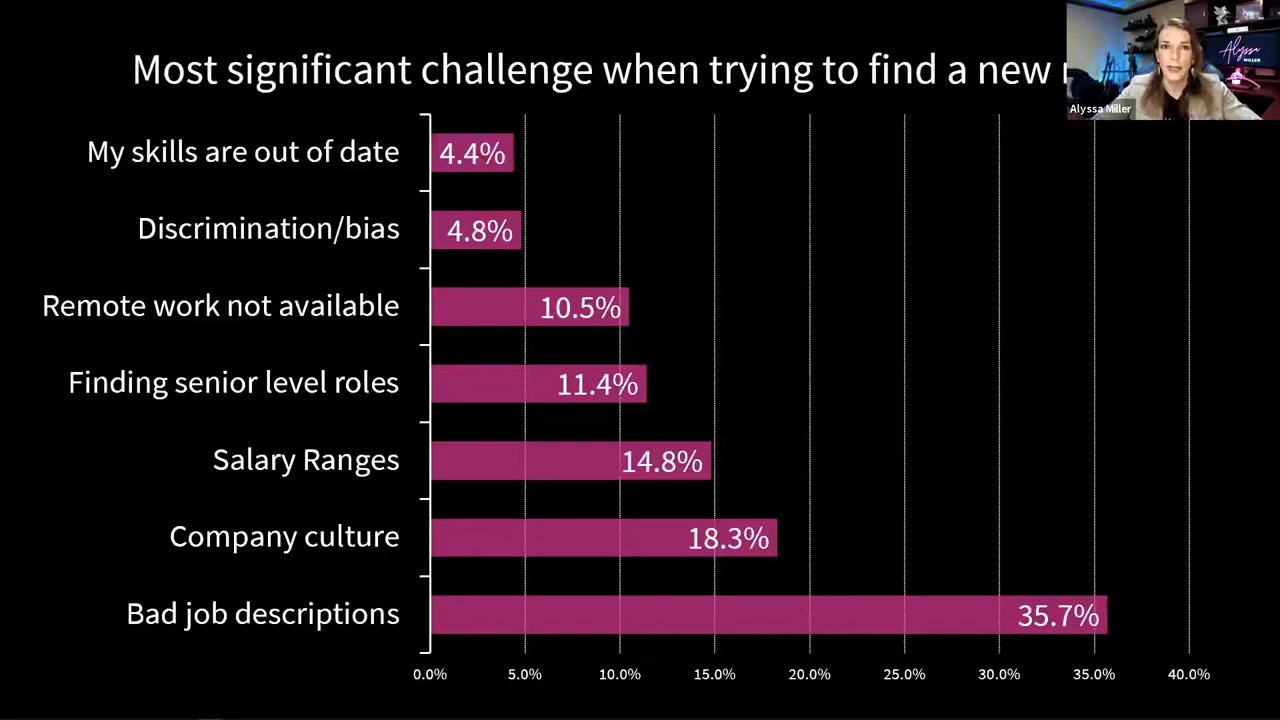 Most significant challenge when trying to find a new
Alyssa
MILLER
Alyssa Miller
My skills are out of date 4.4%
Discrimination/bias 4.8%
Remote work not available 10.5%
Finding senior level roles 11.4%
Salary Ranges 14.8%
Company culture 18.3%
Bad job descriptions 35.7%
0.0% 5.0% 10.0% 15.0% 20.0% 25.0% 30.0% 35.0% 40.0%